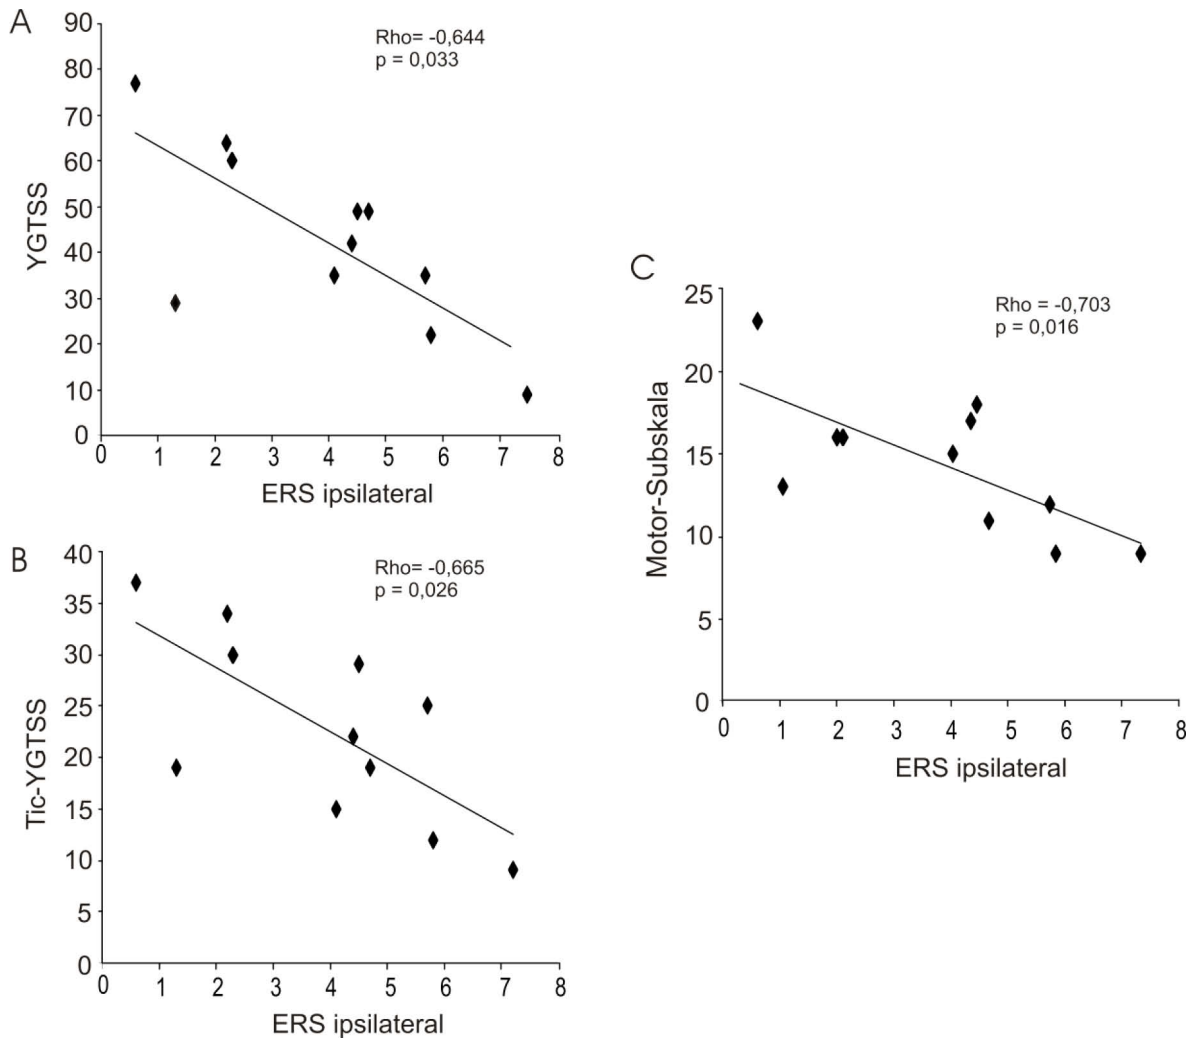 A
Rho= -0,644
p = 0,033
90
80
70
60
50
40
30
20
10
0
YGTSS
0 1 2 3 4 5 6 7 8
ERS ipsilateral
B
Rho= -0,665
p = 0,026
40
35
30
25
20
15
10
5
0
Tic-YGTSS
0 1 2 3 4 5 6 7 8
ERS ipsilateral
C
Rho = -0,703
p = 0,016
25
20
15
10
5
0
Motor-Subskala
0 1 2 3 4 5 6 7 8
ERS ipsilateral